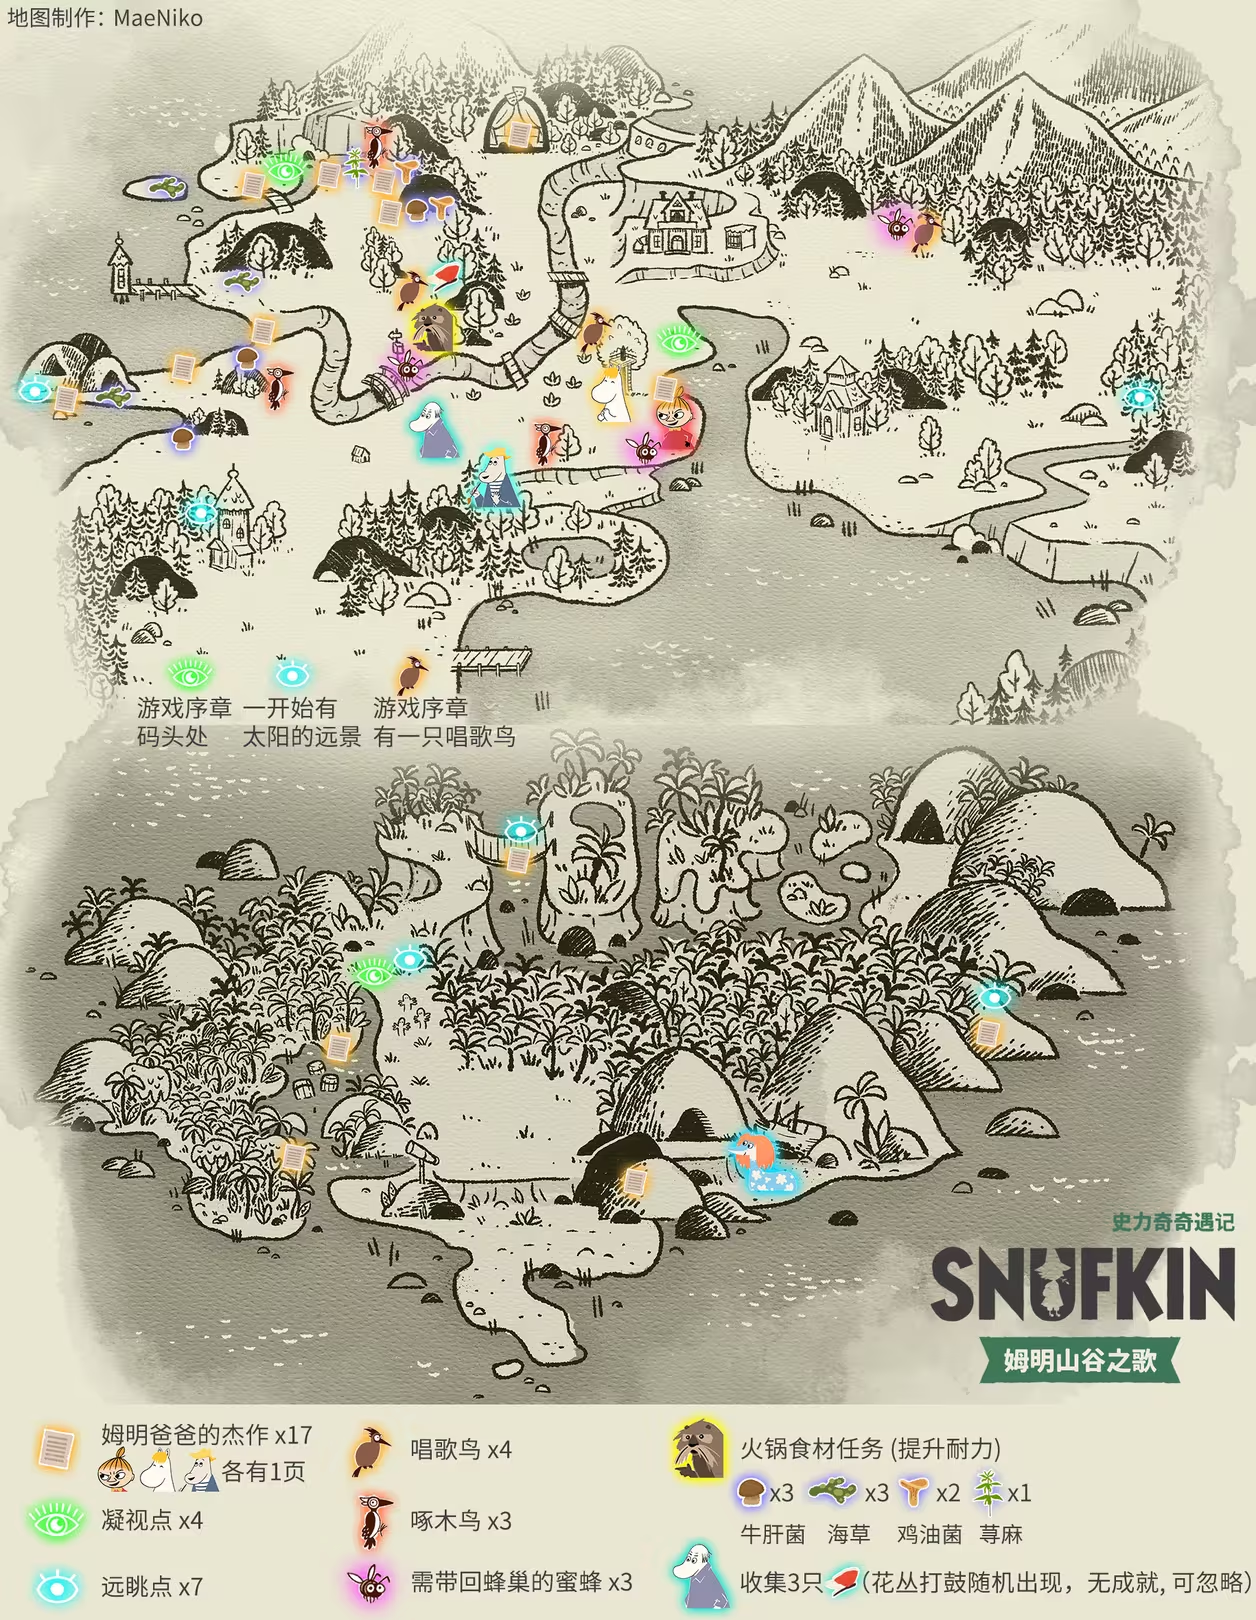 地图制作：MaeNiko
游戏序章
码头处
一开始有
太阳的远景
游戏序章
有一只唱歌鸟
史力奇奇遇记
SNUFKIN
姆明山谷之歌
姆明爸爸的杰作 x17
各有1页
凝视点 x4
远眺点 x7
唱歌鸟 x4
啄木鸟 x3
需带回蜂巢的蜜蜂 x3
火锅食材任务 (提升耐力)
x3 x3 x2 x1
牛肝菌 海草 鸡油菌 荨麻
收集3只 (花丛打鼓随机出现，无成就, 可忽略)